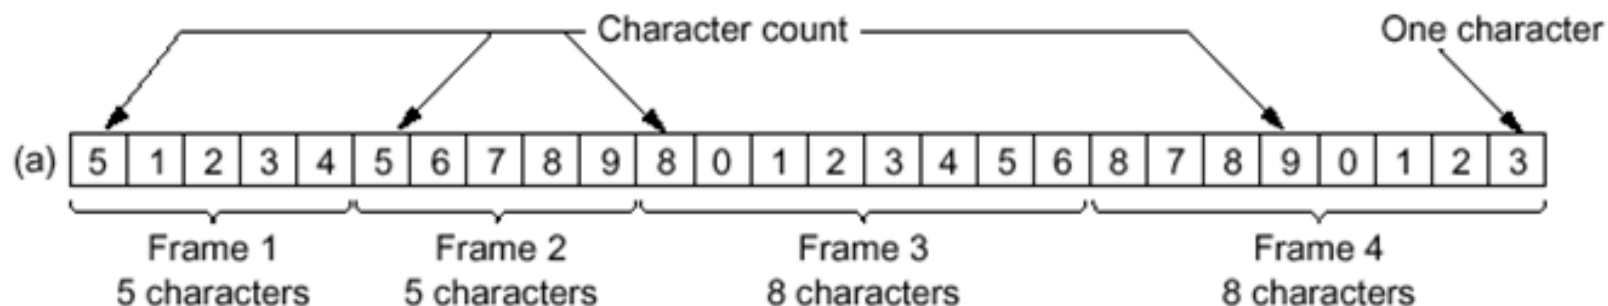 Character count One character
(a) 5 1 2 3 4 5 6 7 8 9 8 0 1 2 3 4 5 6 8 7 8 9 0 1 2 3
Frame 1 Frame 2 Frame 3 Frame 4
5 characters 5 characters 8 characters 8 characters